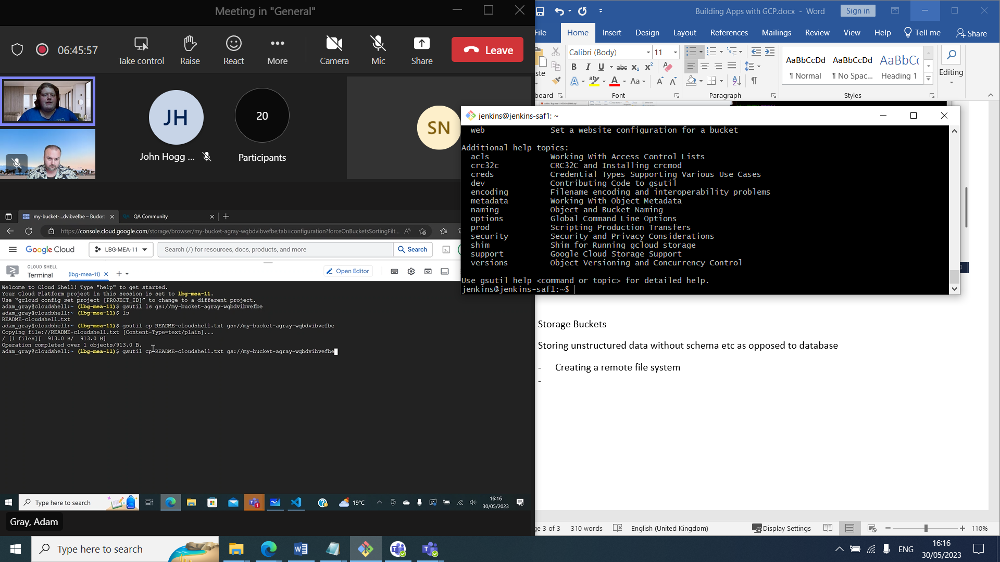 Meeting in "General"
06:45:57
Take control
Raise
React
More
Camera
Mic
Share
Leave
JH
John Hogg ...
20
Participants
SN
my-bucket-...dvibvefbe – Bucket
QA Community
https://console.cloud.google.com/storage/browser/my-bucket-agray-wqbdvibvefbe;tab=configuration?forceOnBucketsSortingFilt...
Google Cloud
LBG-MEA-11
Search (/) for resources, docs, products, and more
Search
CLOUD SHELL
Terminal
(lbg-mea-11)
Open Editor
Welcome to Cloud Shell! Type "help" to get started.
Your Cloud Platform project in this session is set to lbg-mea-11.
Use "gcloud config set project [PROJECT_ID]" to change to a different project.
adam_gray@cloudshell:~ (lbg-mea-11)$ gsutil ls gs://my-bucket-agray-wqbdvibvefbe
adam_gray@cloudshell:~ (lbg-mea-11)$ ls
README-cloudshell.txt
adam_gray@cloudshell:~ (lbg-mea-11)$ gsutil cp README-cloudshell.txt gs://my-bucket-agray-wqbdvibvefbe
Copying file://README-cloudshell.txt [Content-Type=text/plain]...
/ [1 files][  913.0 B/  913.0 B]
Operation completed over 1 objects/913.0 B.
adam_gray@cloudshell:~ (lbg-mea-11)$ gsutil cp README-cloudshell.txt gs://my-bucket-agray-wqbdvibvefbe
Type here to search
19°C
16:16
30/05/2023
Gray, Adam
Building Apps with GCP.docx - Word
Sign in
File
Home
Insert
Design
Layout
References
Mailings
Review
View
Help
Tell me
Share
Calibri (Body)
11
AaBbCcDd
¶ Normal
AaBbCcDd
¶ No Spac...
AaBbC
Heading 1
Editing
ste
board
Font
Paragraph
Styles
jenkins@jenkins-saf1: ~
web Set a website configuration for a bucket
Additional help topics:
acls Working With Access Control Lists
crc32c CRC32C and Installing crcmod
creds Credential Types Supporting Various Use Cases
dev Contributing Code to gsutil
encoding Filename encoding and interoperability problems
metadata Working With Object Metadata
naming Object and Bucket Naming
options Global Command Line Options
prod Scripting Production Transfers
security Security and Privacy Considerations
shim Shim for Running gcloud storage
support Google Cloud Storage Support
versions Object Versioning and Concurrency Control
Use gsutil help <command or topic> for detailed help.
jenkins@jenkins-saf1:~$
Storage Buckets
Storing unstructured data without schema etc as opposed to database
- Creating a remote file system
-
ge 3 of 3
310 words
English (United Kingdom)
Display Settings
110%
Type here to search
ENG
16:16
30/05/2023